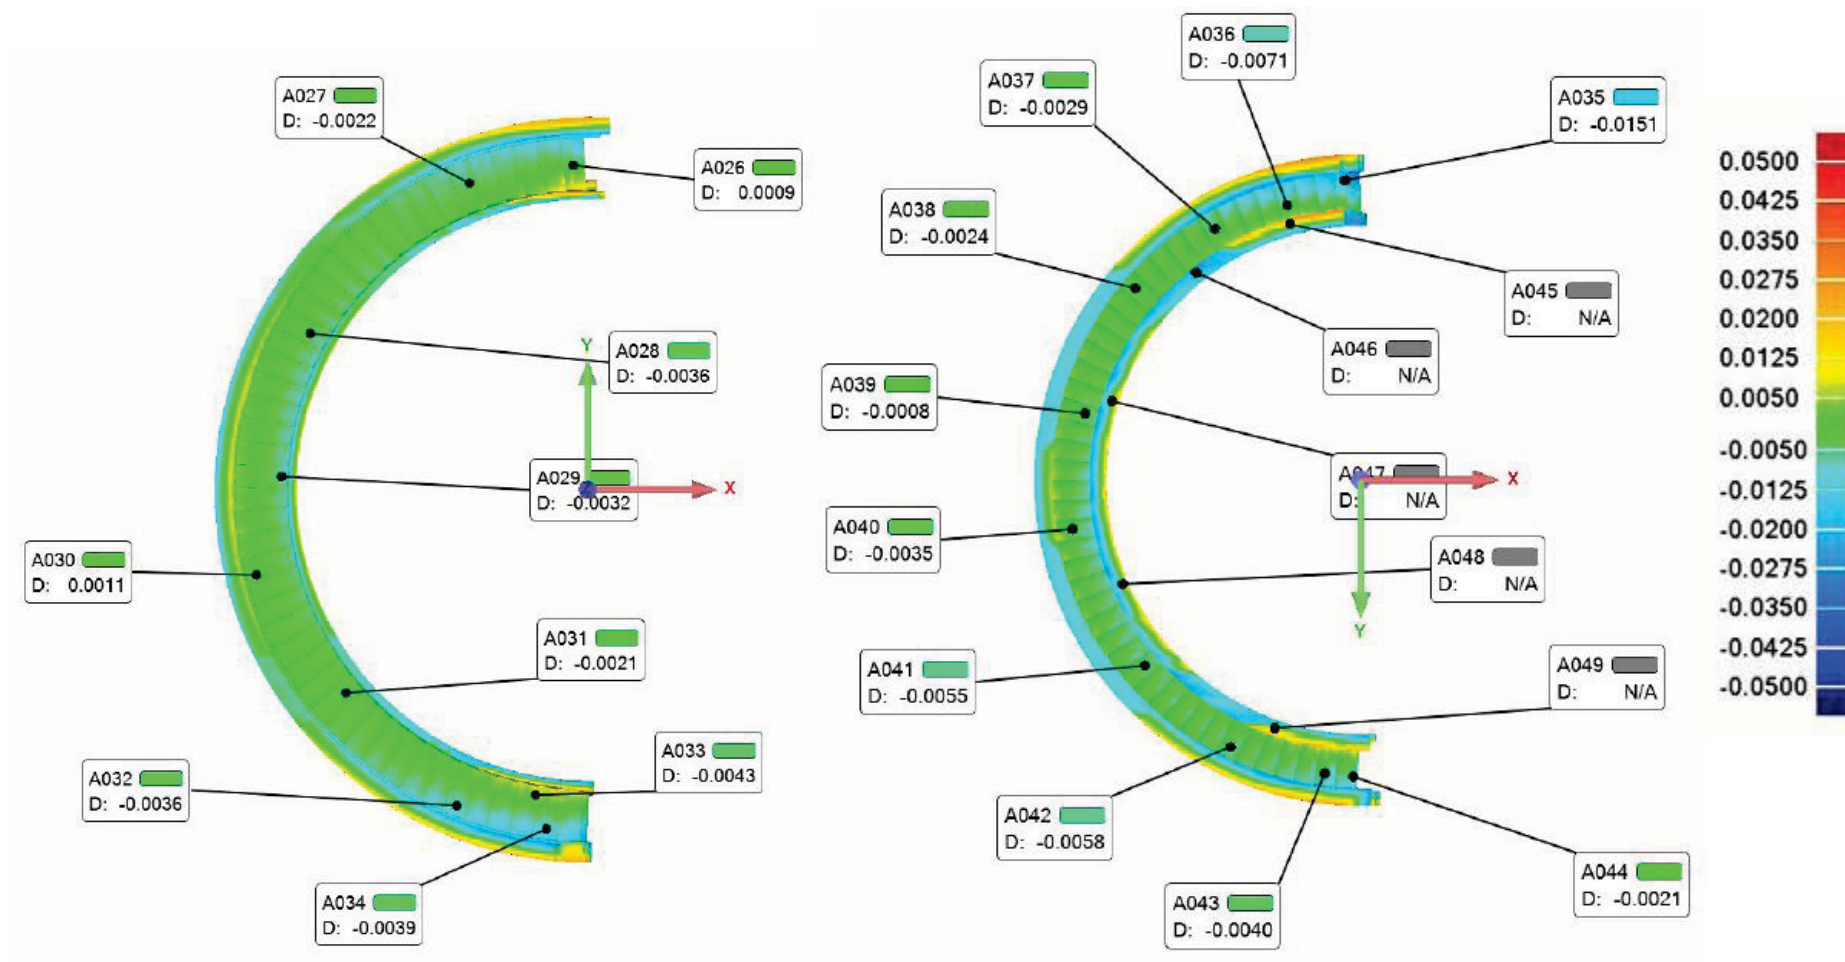 A027
D: -0.0022
A026
D: 0.0009
A028
D: -0.0036
Y
A029
D: -0.0032
X
A030
D: 0.0011
A031
D: -0.0021
A033
D: -0.0043
A032
D: -0.0036
A034
D: -0.0039
A036
D: -0.0071
A037
D: -0.0029
A035
D: -0.0151
A038
D: -0.0024
A045
D: N/A
A046
D: N/A
A039
D: -0.0008
A047
D: N/A
X
A040
D: -0.0035
A048
D: N/A
Y
A041
D: -0.0055
A049
D: N/A
A042
D: -0.0058
A044
D: -0.0021
A043
D: -0.0040
0.0500
0.0425
0.0350
0.0275
0.0200
0.0125
0.0050
-0.0050
-0.0125
-0.0200
-0.0275
-0.0350
-0.0425
-0.0500